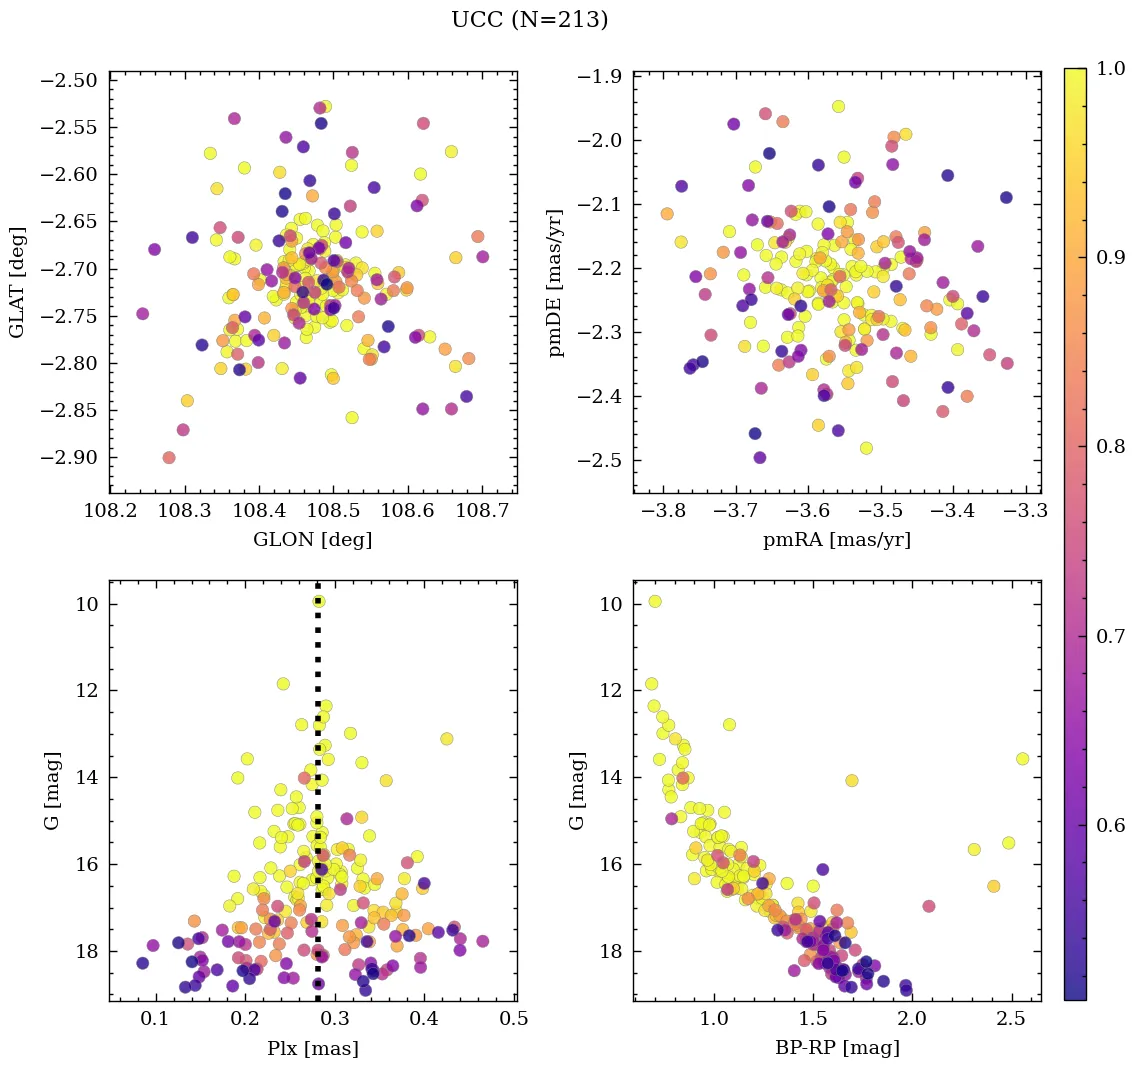 UCC (N=213)
−2.50
−2.55
−2.60
−2.65
−2.70
−2.75
−2.80
−2.85
−2.90
GLAT [deg]
108.2 108.3 108.4 108.5 108.6 108.7
GLON [deg]
−1.9
−2.0
−2.1
−2.2
−2.3
−2.4
−2.5
pmDE [mas/yr]
−3.8 −3.7 −3.6 −3.5 −3.4 −3.3
pmRA [mas/yr]
10
12
14
16
18
G [mag]
0.1 0.2 0.3 0.4 0.5
Plx [mas]
10
12
14
16
18
G [mag]
1.0 1.5 2.0 2.5
BP-RP [mag]
1.0
0.9
0.8
0.7
0.6